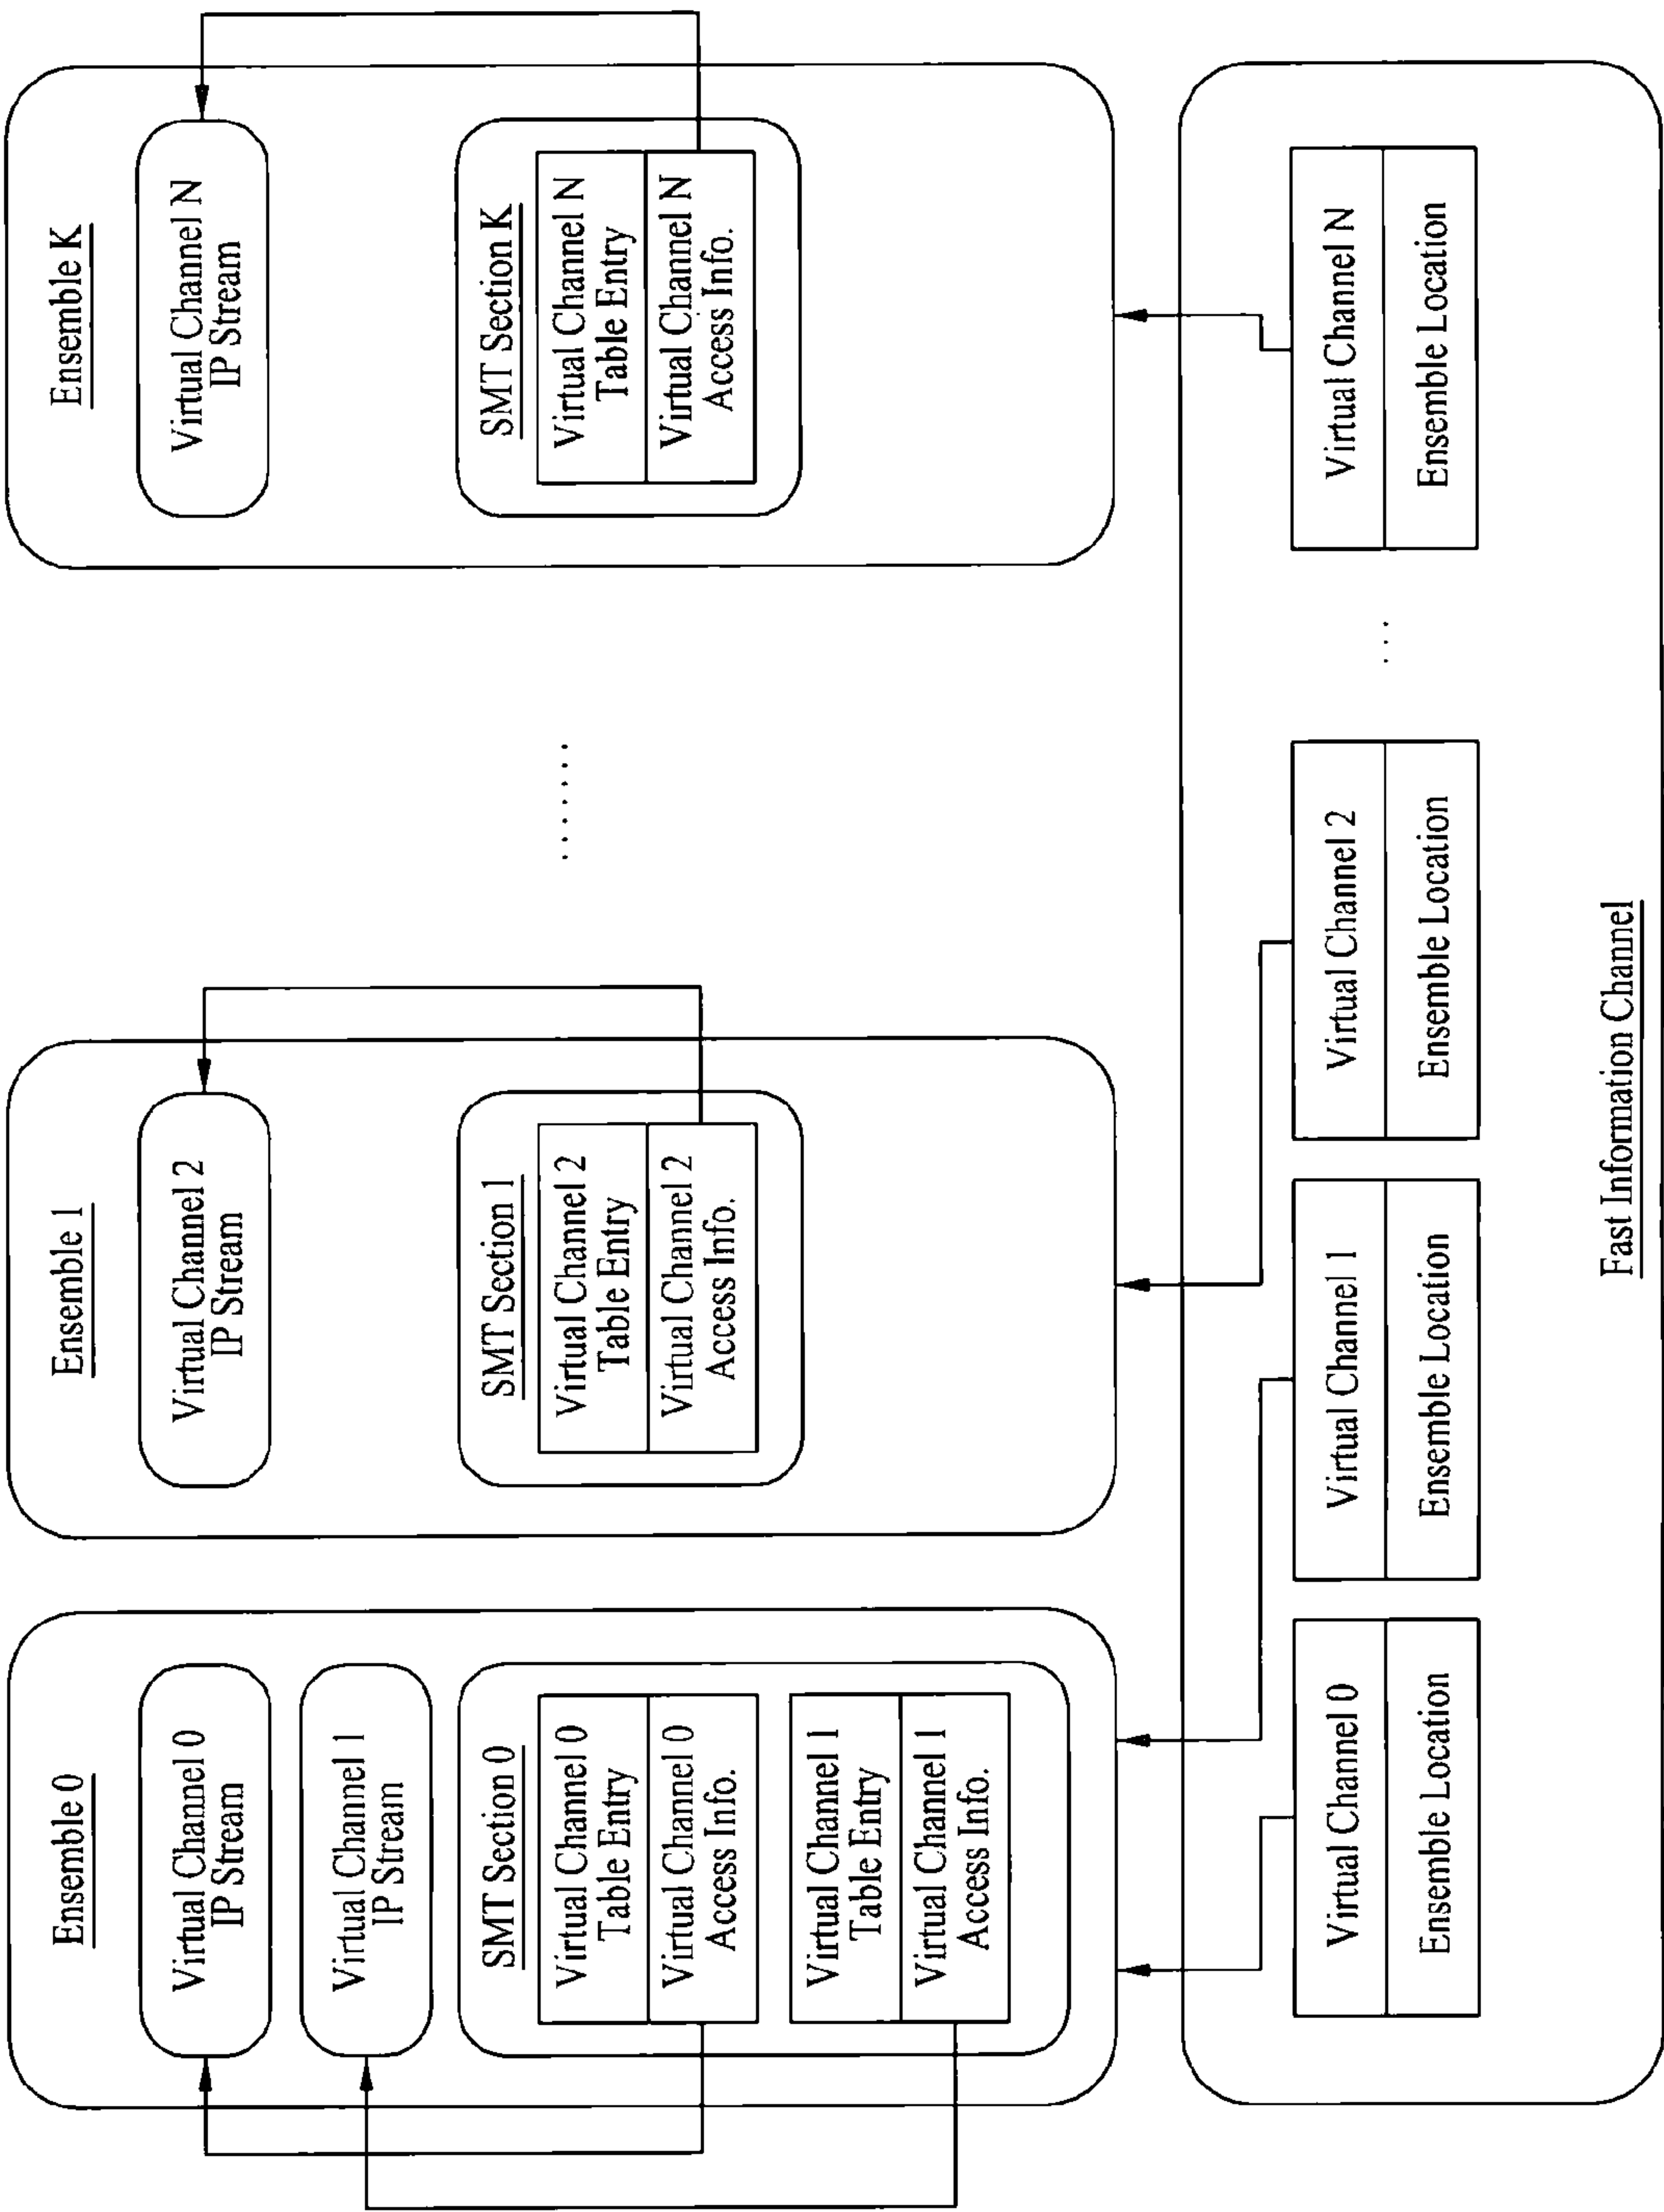 Ensemble 0
Virtual Channel 0
IP Stream
Virtual Channel 1
IP Stream
SMT Section 0
Virtual Channel 0
Table Entry
Virtual Channel 0
Access Info.
Virtual Channel 1
Table Entry
Virtual Channel 1
Access Info.
Ensemble 1
Virtual Channel 2
IP Stream
SMT Section 1
Virtual Channel 2
Table Entry
Virtual Channel 2
Access Info.
........
Ensemble K
Virtual Channel N
IP Stream
SMT Section K
Virtual Channel N
Table Entry
Virtual Channel N
Access Info.
Virtual Channel 0
Ensemble Location
Virtual Channel 1
Ensemble Location
Virtual Channel 2
Ensemble Location
...
Virtual Channel N
Ensemble Location
Fast Information Channel